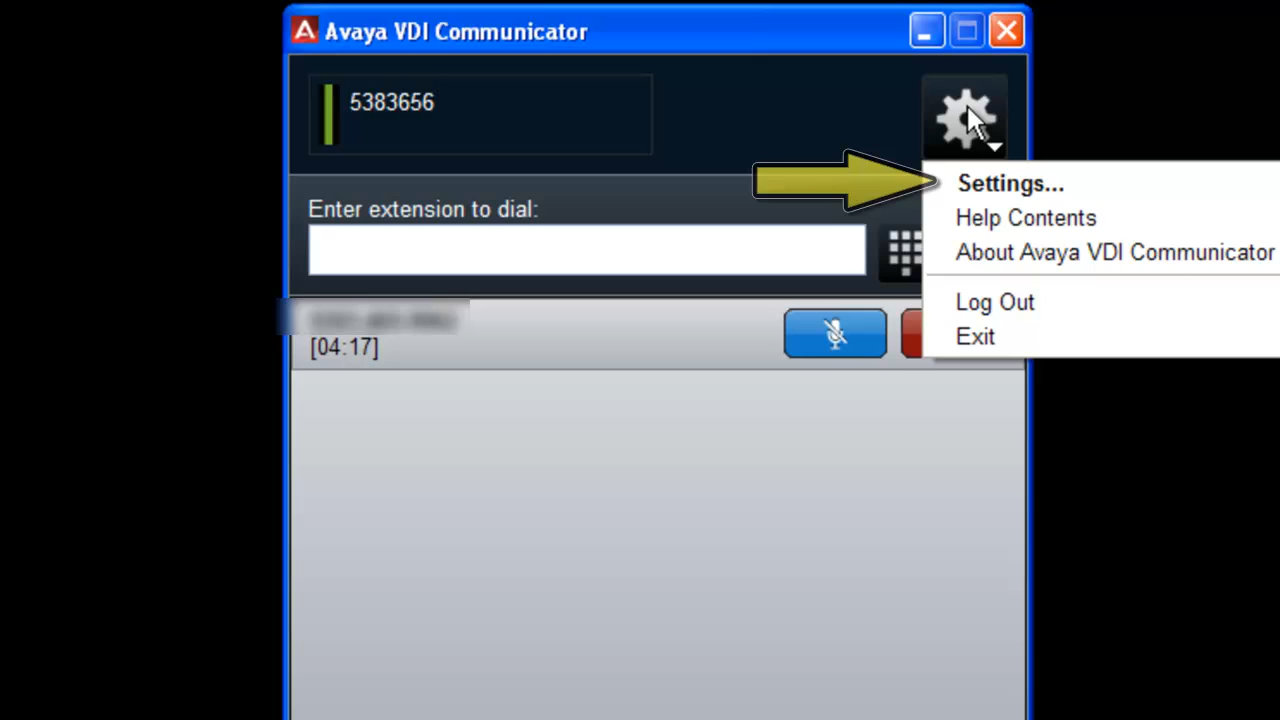 Avaya VDI Communicator
5383656
Settings...
Help Contents
About Avaya VDI Communicator
Log Out
Exit
Enter extension to dial:
[04:17]